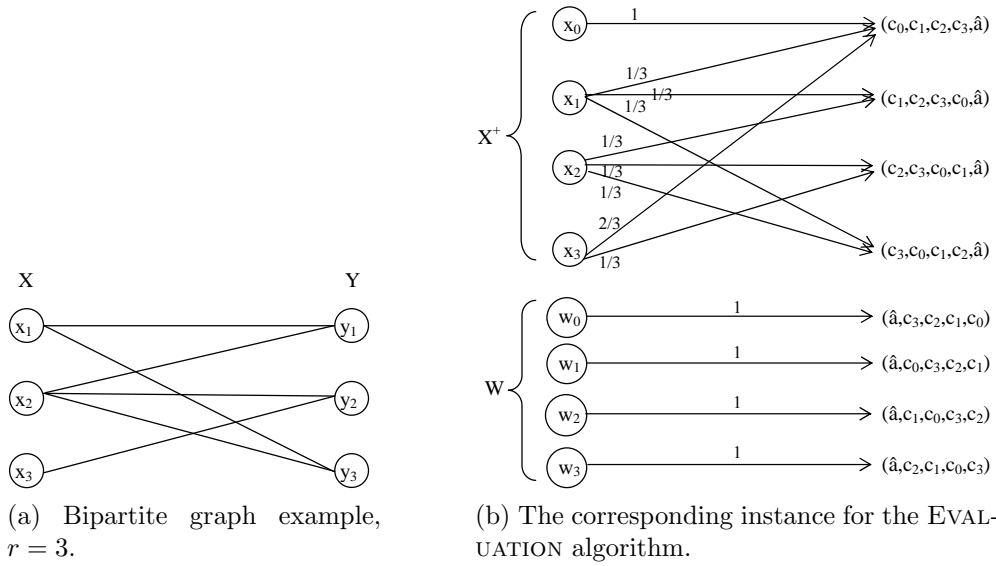 X
Y
x₁
y₁
x₂
y₂
x₃
y₃
(a) Bipartite graph example,
r = 3.
X⁺
x₀
1
(c₀,c₁,c₂,c₃,â)
x₁
1/3
1/3
1/3
(c₁,c₂,c₃,c₀,â)
x₂
1/3
1/3
1/3
(c₂,c₃,c₀,c₁,â)
x₃
2/3
1/3
(c₃,c₀,c₁,c₂,â)
W
w₀
1
(â,c₃,c₂,c₁,c₀)
w₁
1
(â,c₀,c₃,c₂,c₁)
w₂
1
(â,c₁,c₀,c₃,c₂)
w₃
1
(â,c₂,c₁,c₀,c₃)
(b) The corresponding instance for the EVAL-
UATION algorithm.